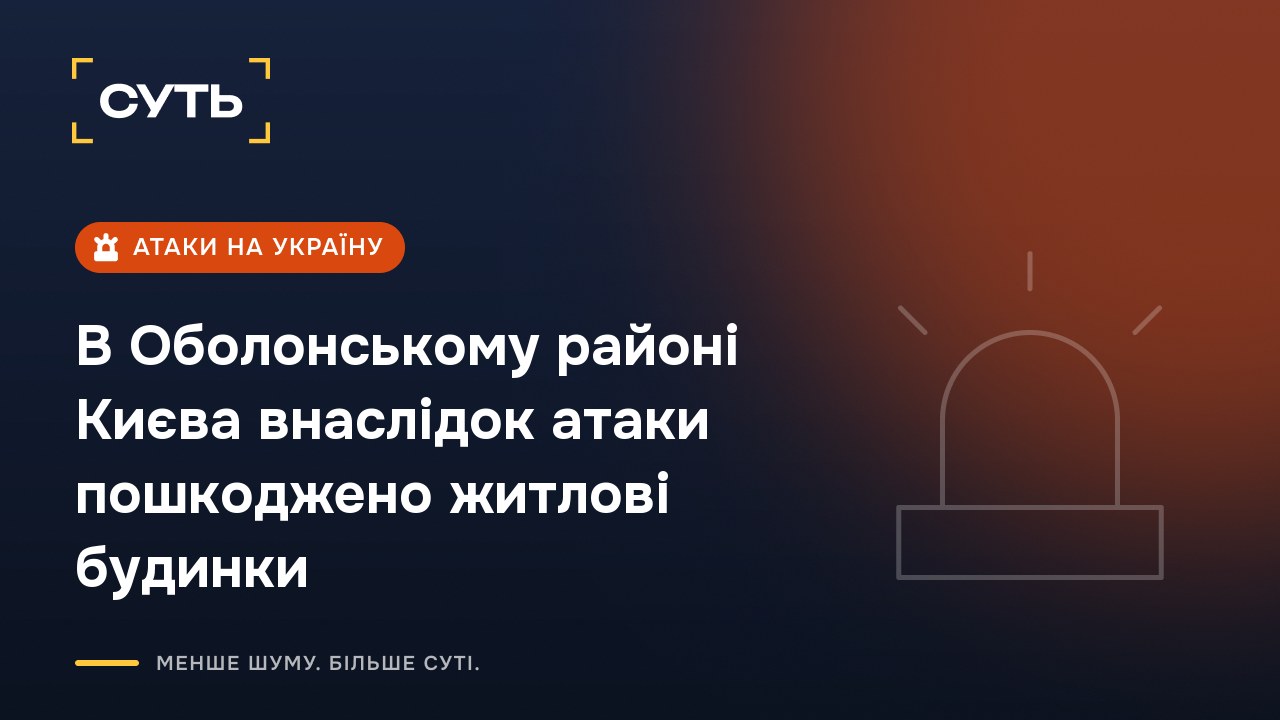 СУТЬ
АТАКИ НА УКРАЇНУ
В Оболонському районі
Києва внаслідок атаки
пошкоджено житлові
будинки
МЕНШЕ ШУМУ. БІЛЬШЕ СУТІ.